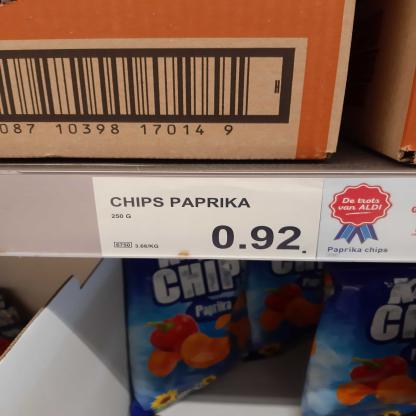 087 10398 17014 9
CHIPS PAPRIKA
250 G
6750 3.68/KG
0.92.
De trots
van ALDI
Paprika chips
CHIP
Paprika